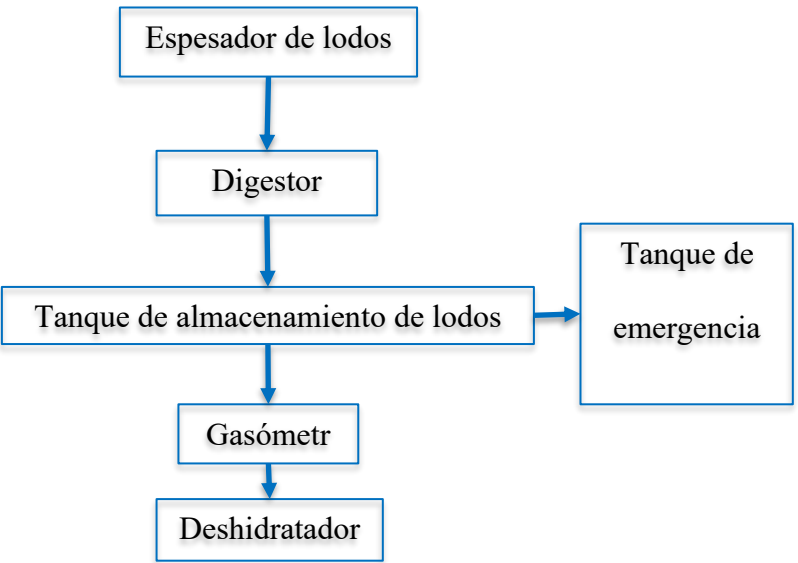 Espesador de lodos
Digestor
Tanque de almacenamiento de lodos
Tanque de
emergencia
Gasómetr
Deshidratador